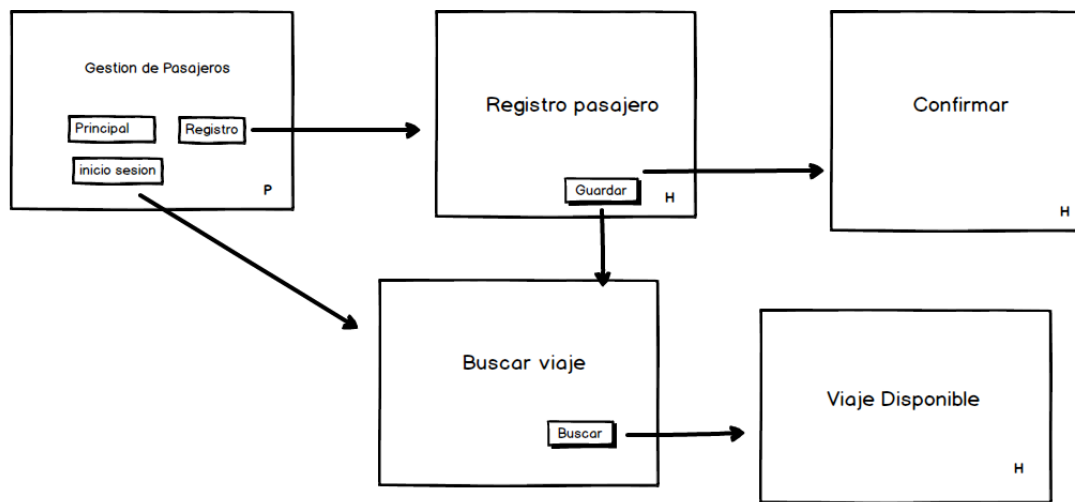 Gestion de Pasajeros
Principal
Registro
inicio sesion
P
Registro pasajero
Guardar
H
Confirmar
H
Buscar viaje
Buscar
Viaje Disponible
H